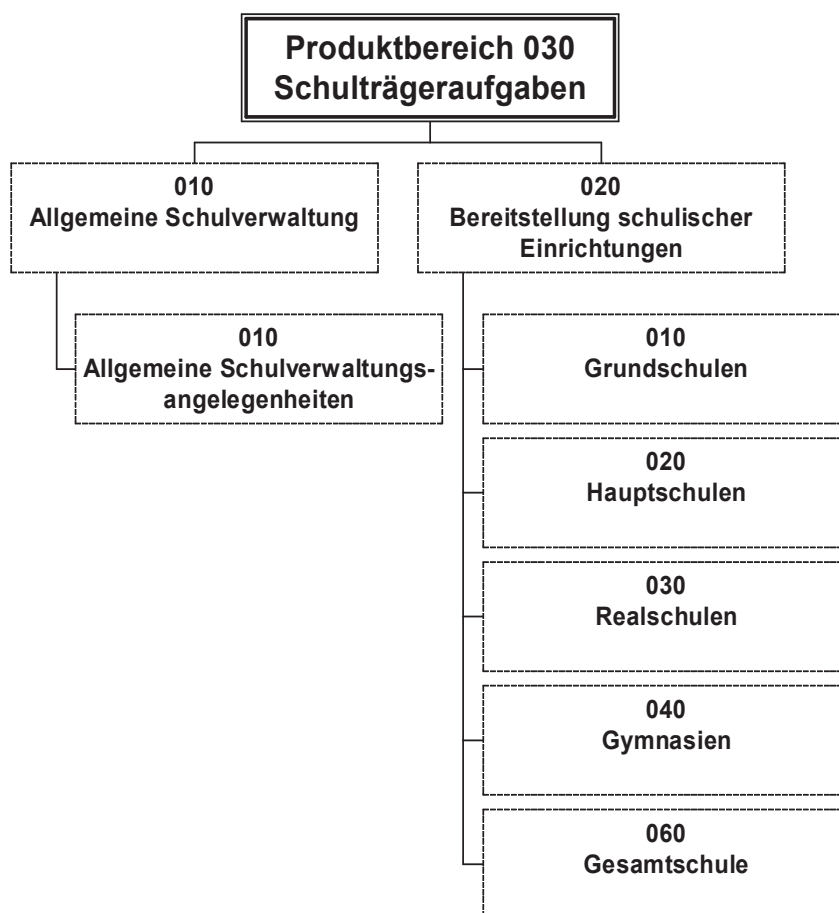 Produktbereich 030
Schulträgeraufgaben
010
Allgemeine Schulverwaltung
010
Allgemeine Schulverwaltungs-
angelegenheiten
020
Bereitstellung schulischer
Einrichtungen
010
Grundschulen
020
Hauptschulen
030
Realschulen
040
Gymnasien
060
Gesamtschule